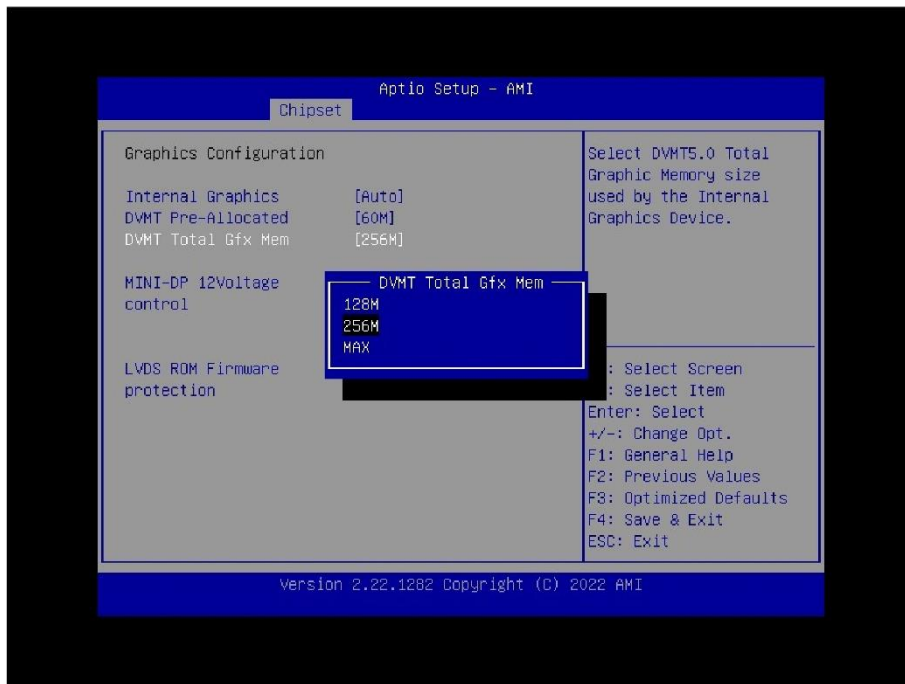 Aptio Setup - AMI
Chipset
Graphics Configuration
Internal Graphics [Auto]
DVMT Pre-Allocated [60M]
DVMT Total Gfx Mem [256M]
MINI-DP 12Voltage
control
LVDS ROM Firmware
protection
DVMT Total Gfx Mem
128M
256M
MAX
Select DVMT5.0 Total
Graphic Memory size
used by the Internal
Graphics Device.
: Select Screen
: Select Item
Enter: Select
+/-: Change Opt.
F1: General Help
F2: Previous Values
F3: Optimized Defaults
F4: Save & Exit
ESC: Exit
Version 2.22.1282 Copyright (C) 2022 AMI